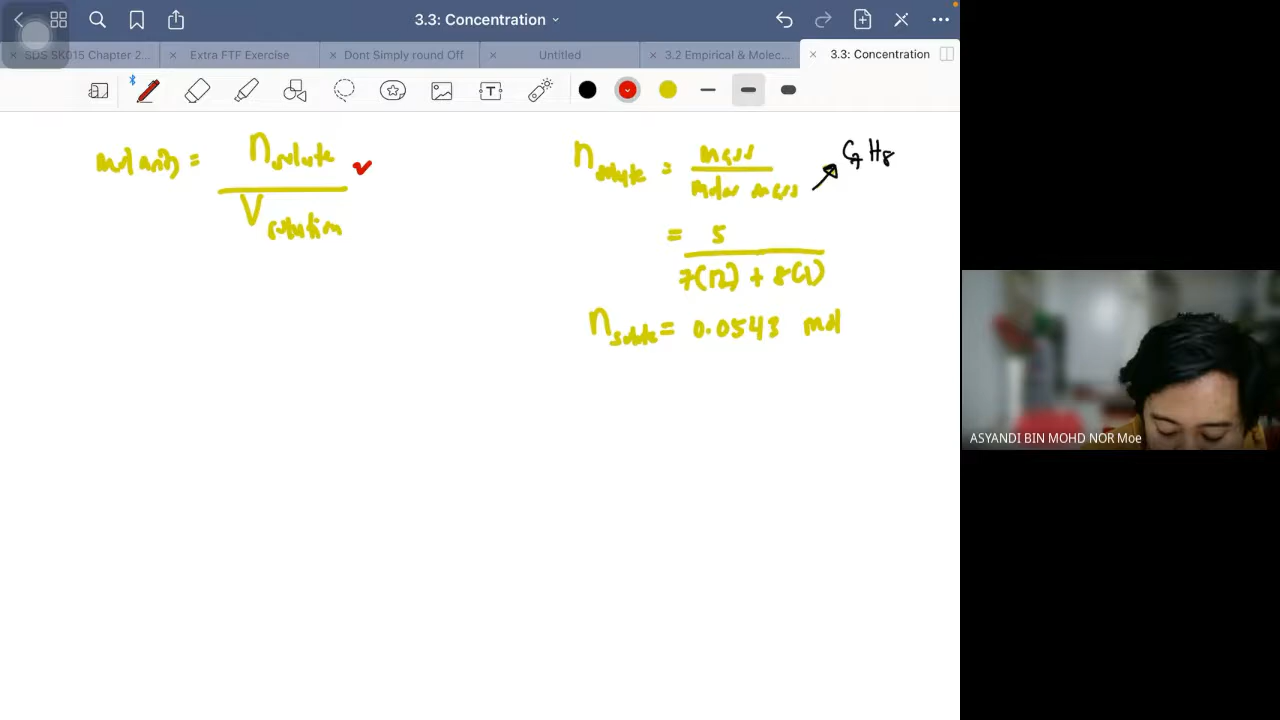 3.3: Concentration
SDS SK015 Chapter 2...
Extra FTF Exercise
Dont Simply round Off
Untitled
3.2 Empirical & Molec...
3.3: Concentration
molarity = n solute / V solution
n solute = mass / molar mass
C7H8
= 5 / 7(12) + 8(1)
n solute = 0.0543 mol
ASYANDI BIN MOHD NOR Moe